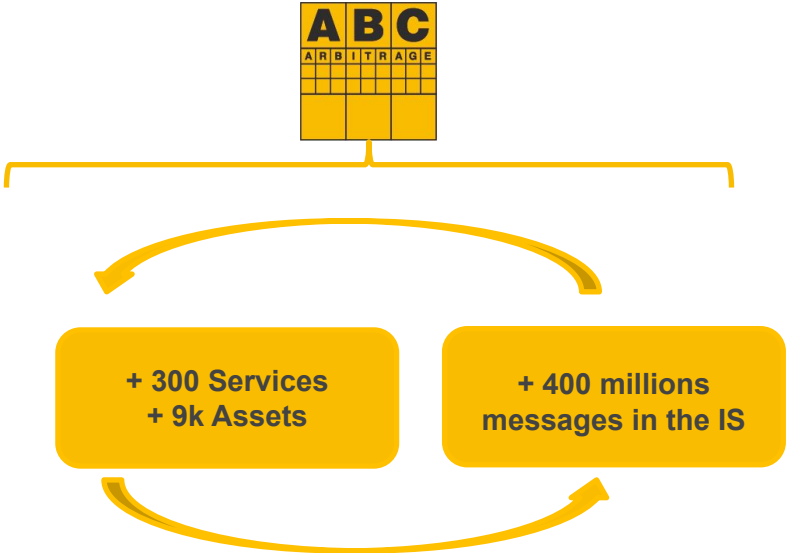 ABC
ARBITRAGE
+ 300 Services
+ 9k Assets
+ 400 millions
messages in the IS